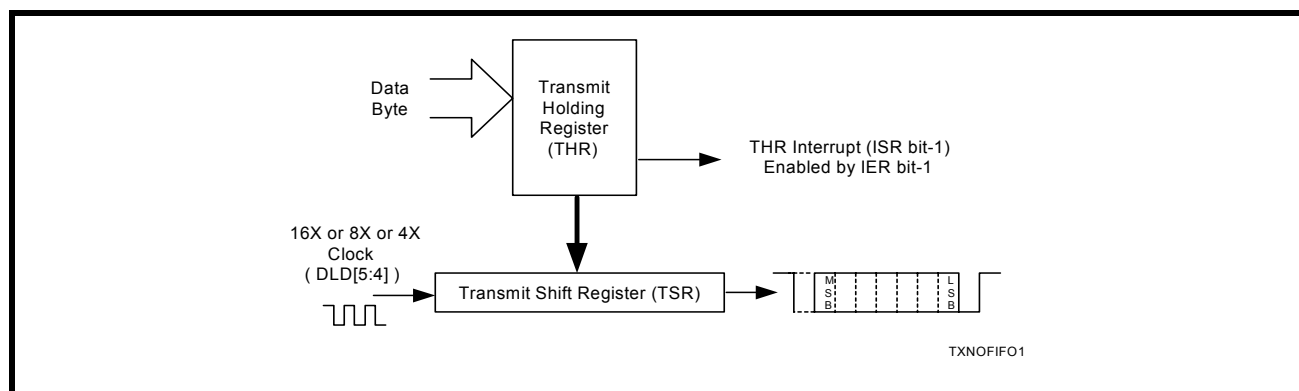 Data
Byte
Transmit
Holding
Register
(THR)
THR Interrupt (ISR bit-1)
Enabled by IER bit-1
16X or 8X or 4X
Clock
( DLD[5:4] )
Transmit Shift Register (TSR)
M
S
B
L
S
B
TXNOFIFO1